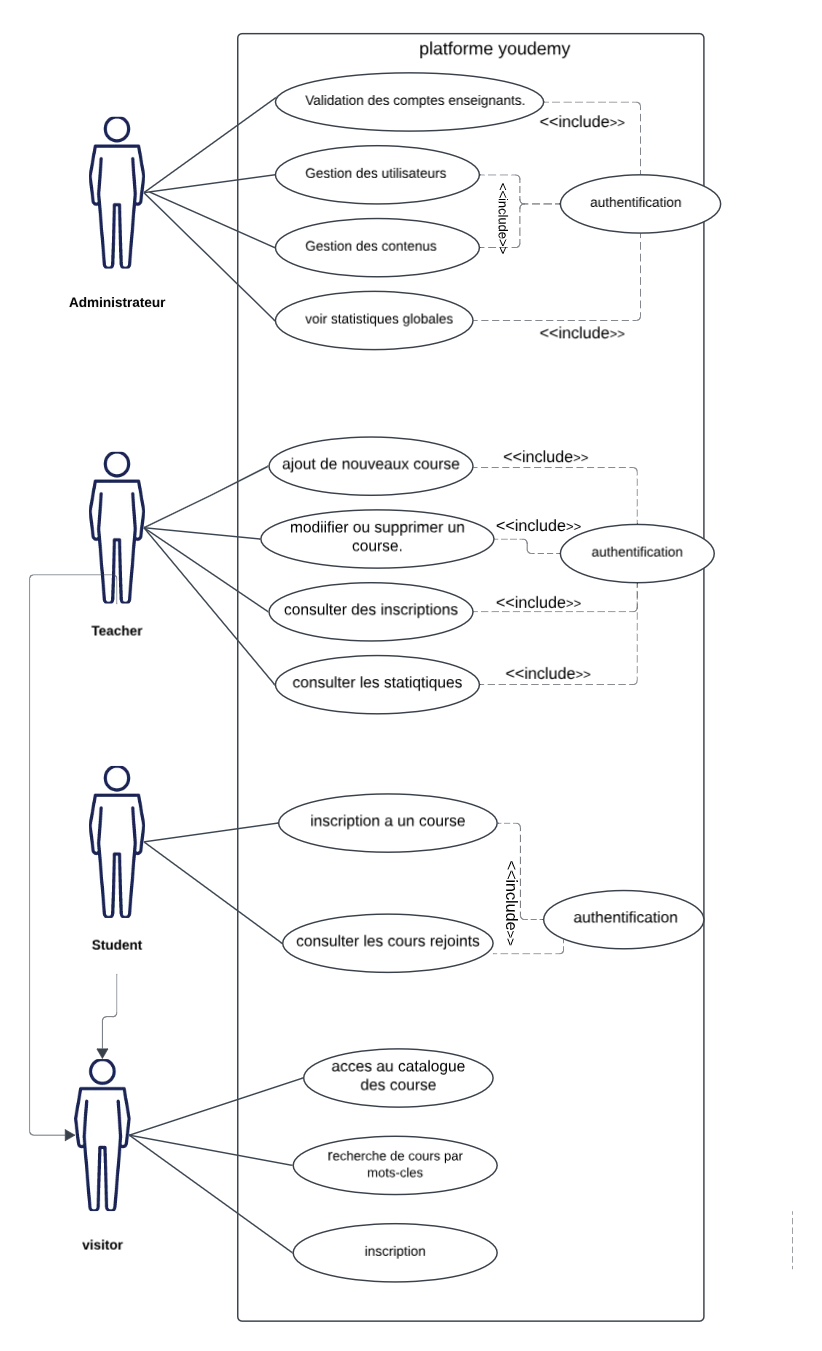 platforme youdemy
Validation des comptes enseignants.
<<include>>
Gestion des utilisateurs
<<include>>
authentification
Gestion des contenus
Administrateur
voir statistiques globales
<<include>>
ajout de nouveaux course
<<include>>
modiifier ou supprimer un
course.
<<include>>
authentification
consulter des inscriptions
<<include>>
Teacher
consulter les statiqtiques
<<include>>
inscription a un course
<<include>>
authentification
consulter les cours rejoints
Student
acces au catalogue
des course
recherche de cours par
mots-cles
visitor
inscription